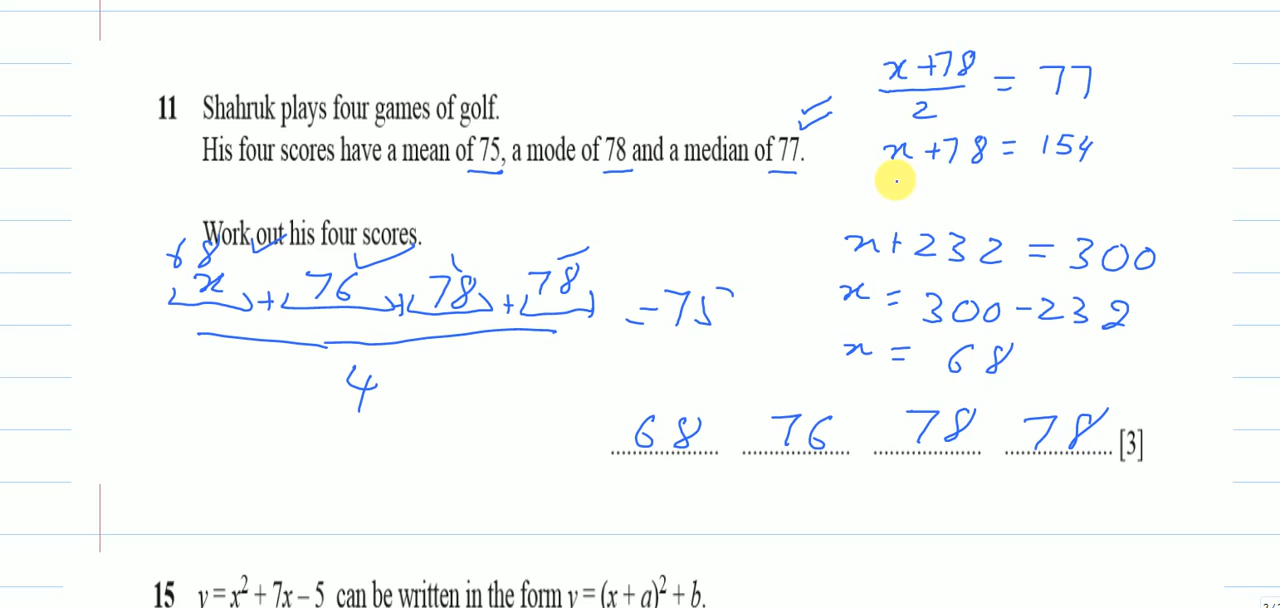 11 Shahruk plays four games of golf.
His four scores have a mean of 75, a mode of 78 and a median of 77.
x + 78 / 2 = 77
x + 78 = 154
Work out his four scores.
68
x + 76 + 78 + 78 / 4 = 75
x + 232 = 300
x = 300 - 232
x = 68
68 76 78 78 [3]
15 y = x² + 7x – 5 can be written in the form y = (x + a)² + b.